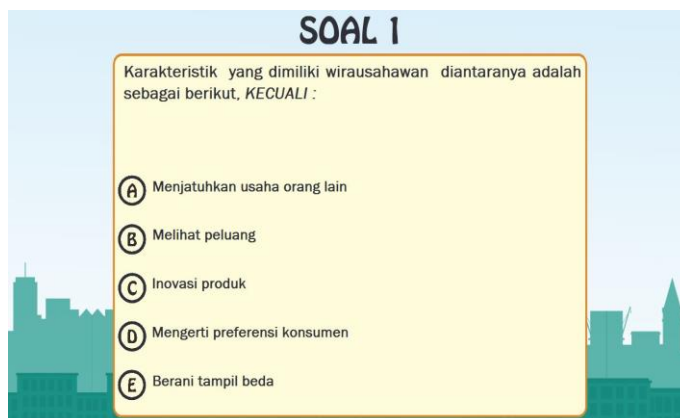 SOAL 1
Karakteristik yang dimiliki wirausahawan diantaranya adalah
sebagai berikut, KECUALI :
A Menjatuhkan usaha orang lain
B Melihat peluang
C Inovasi produk
D Mengerti preferensi konsumen
E Berani tampil beda